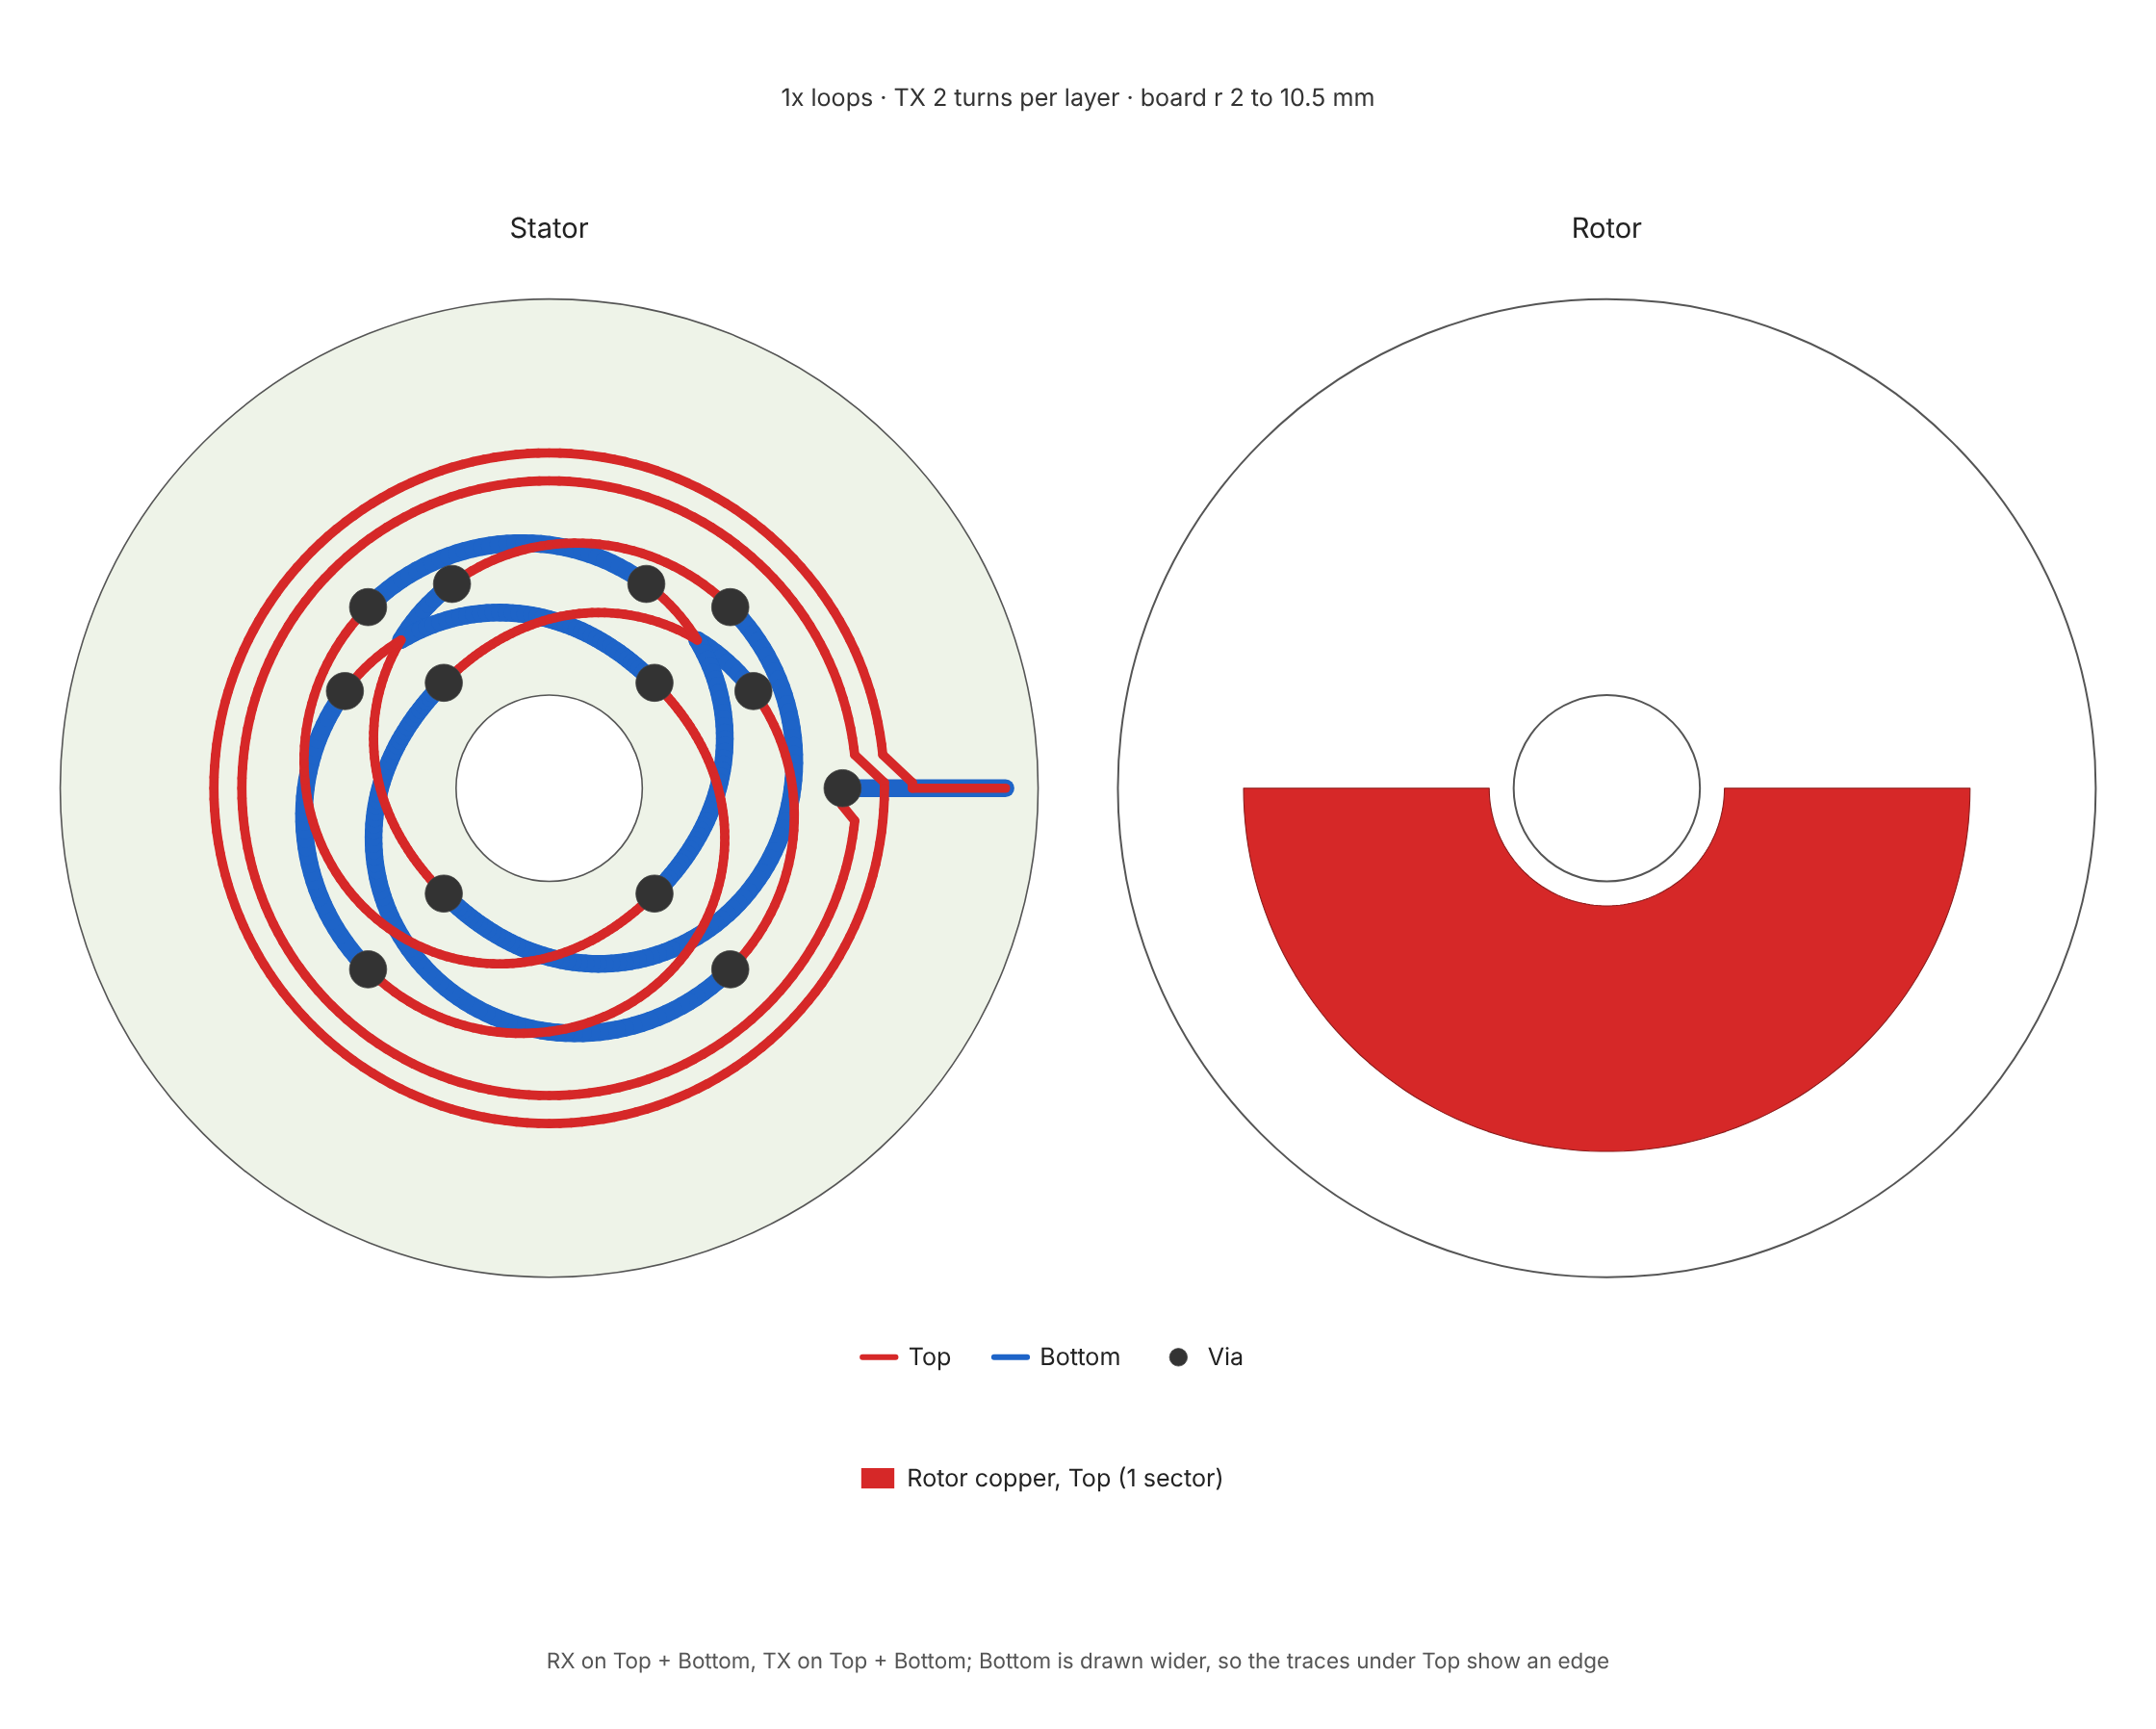 1x loops · TX 2 turns per layer · board r 2 to 10.5 mm
Stator
Rotor
Top
Bottom
Via
Rotor copper, Top (1 sector)
RX on Top + Bottom, TX on Top + Bottom; Bottom is drawn wider, so the traces under Top show an edge